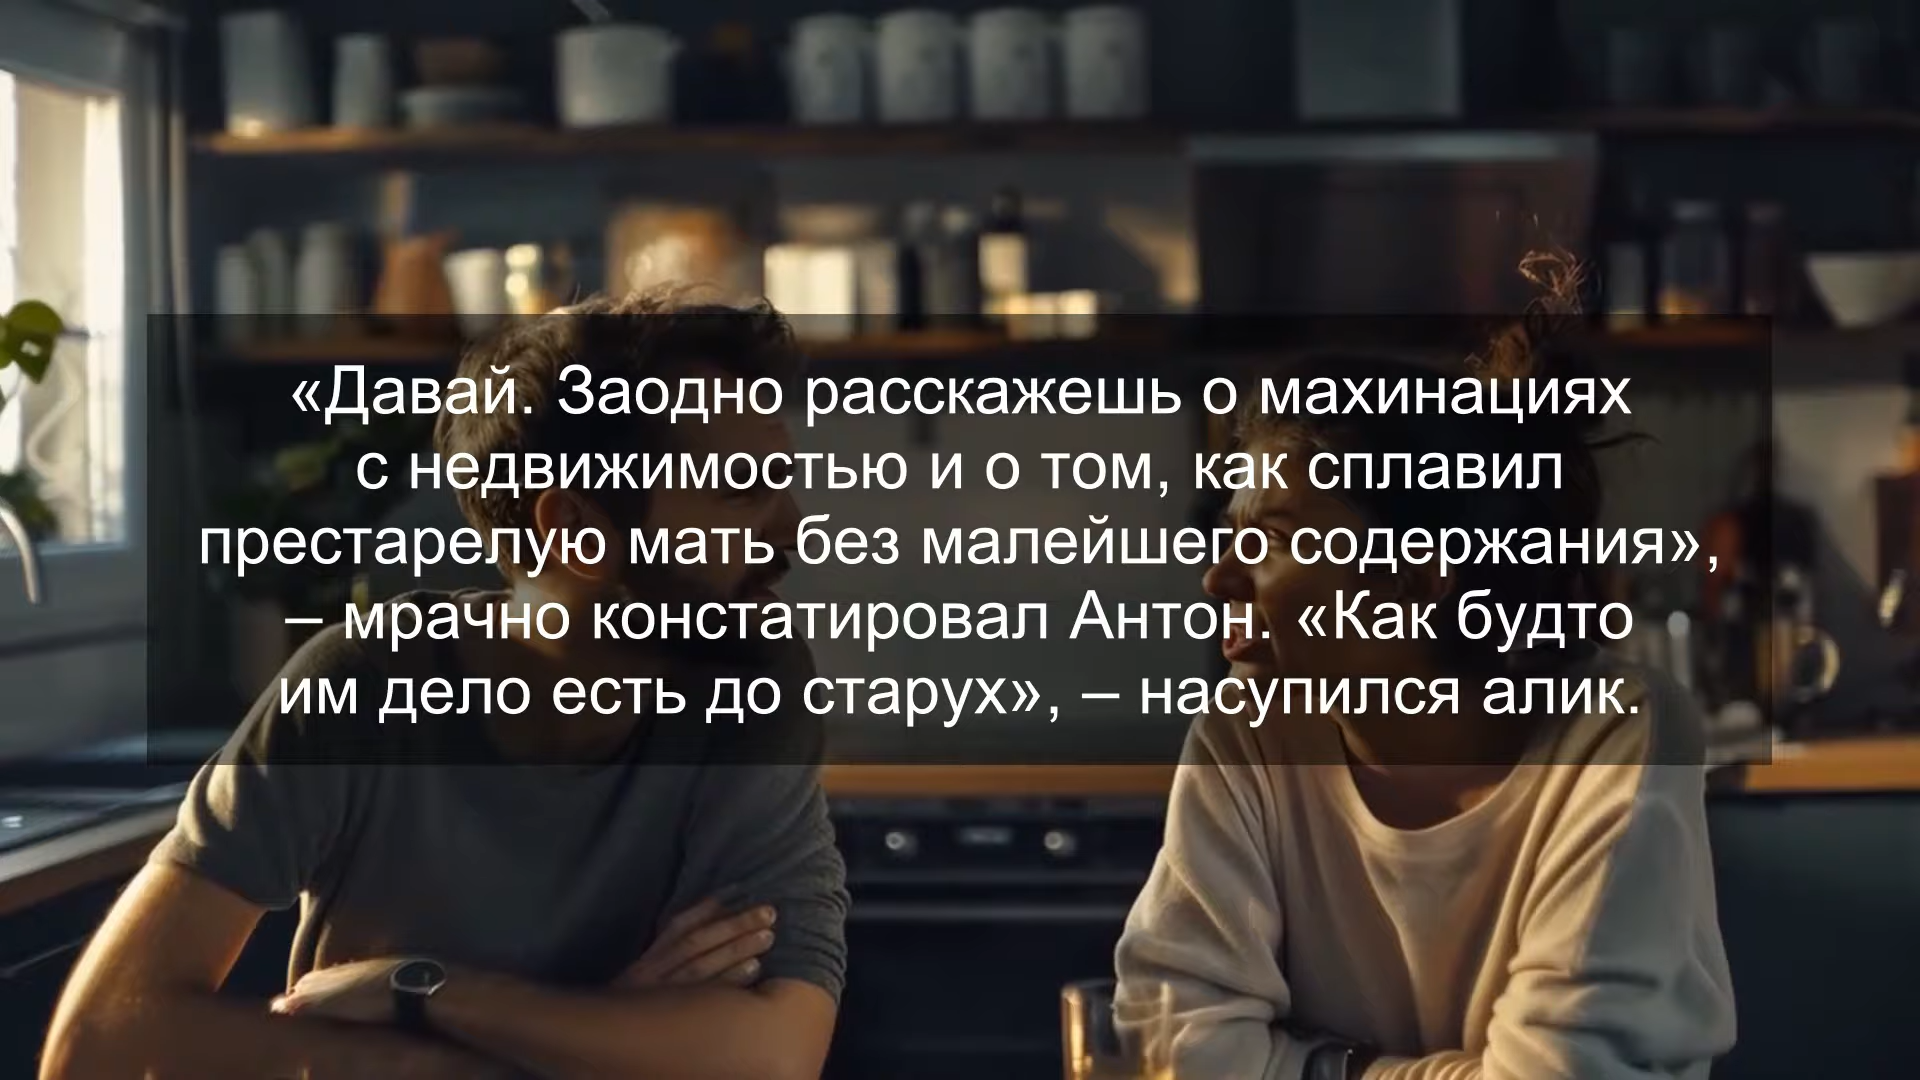 «Давай. Заодно расскажешь о махинациях
с недвижимостью и о том, как сплавил
престарелую мать без малейшего содержания»,
– мрачно констатировал Антон. «Как будто
им дело есть до старух», – насупился алик.